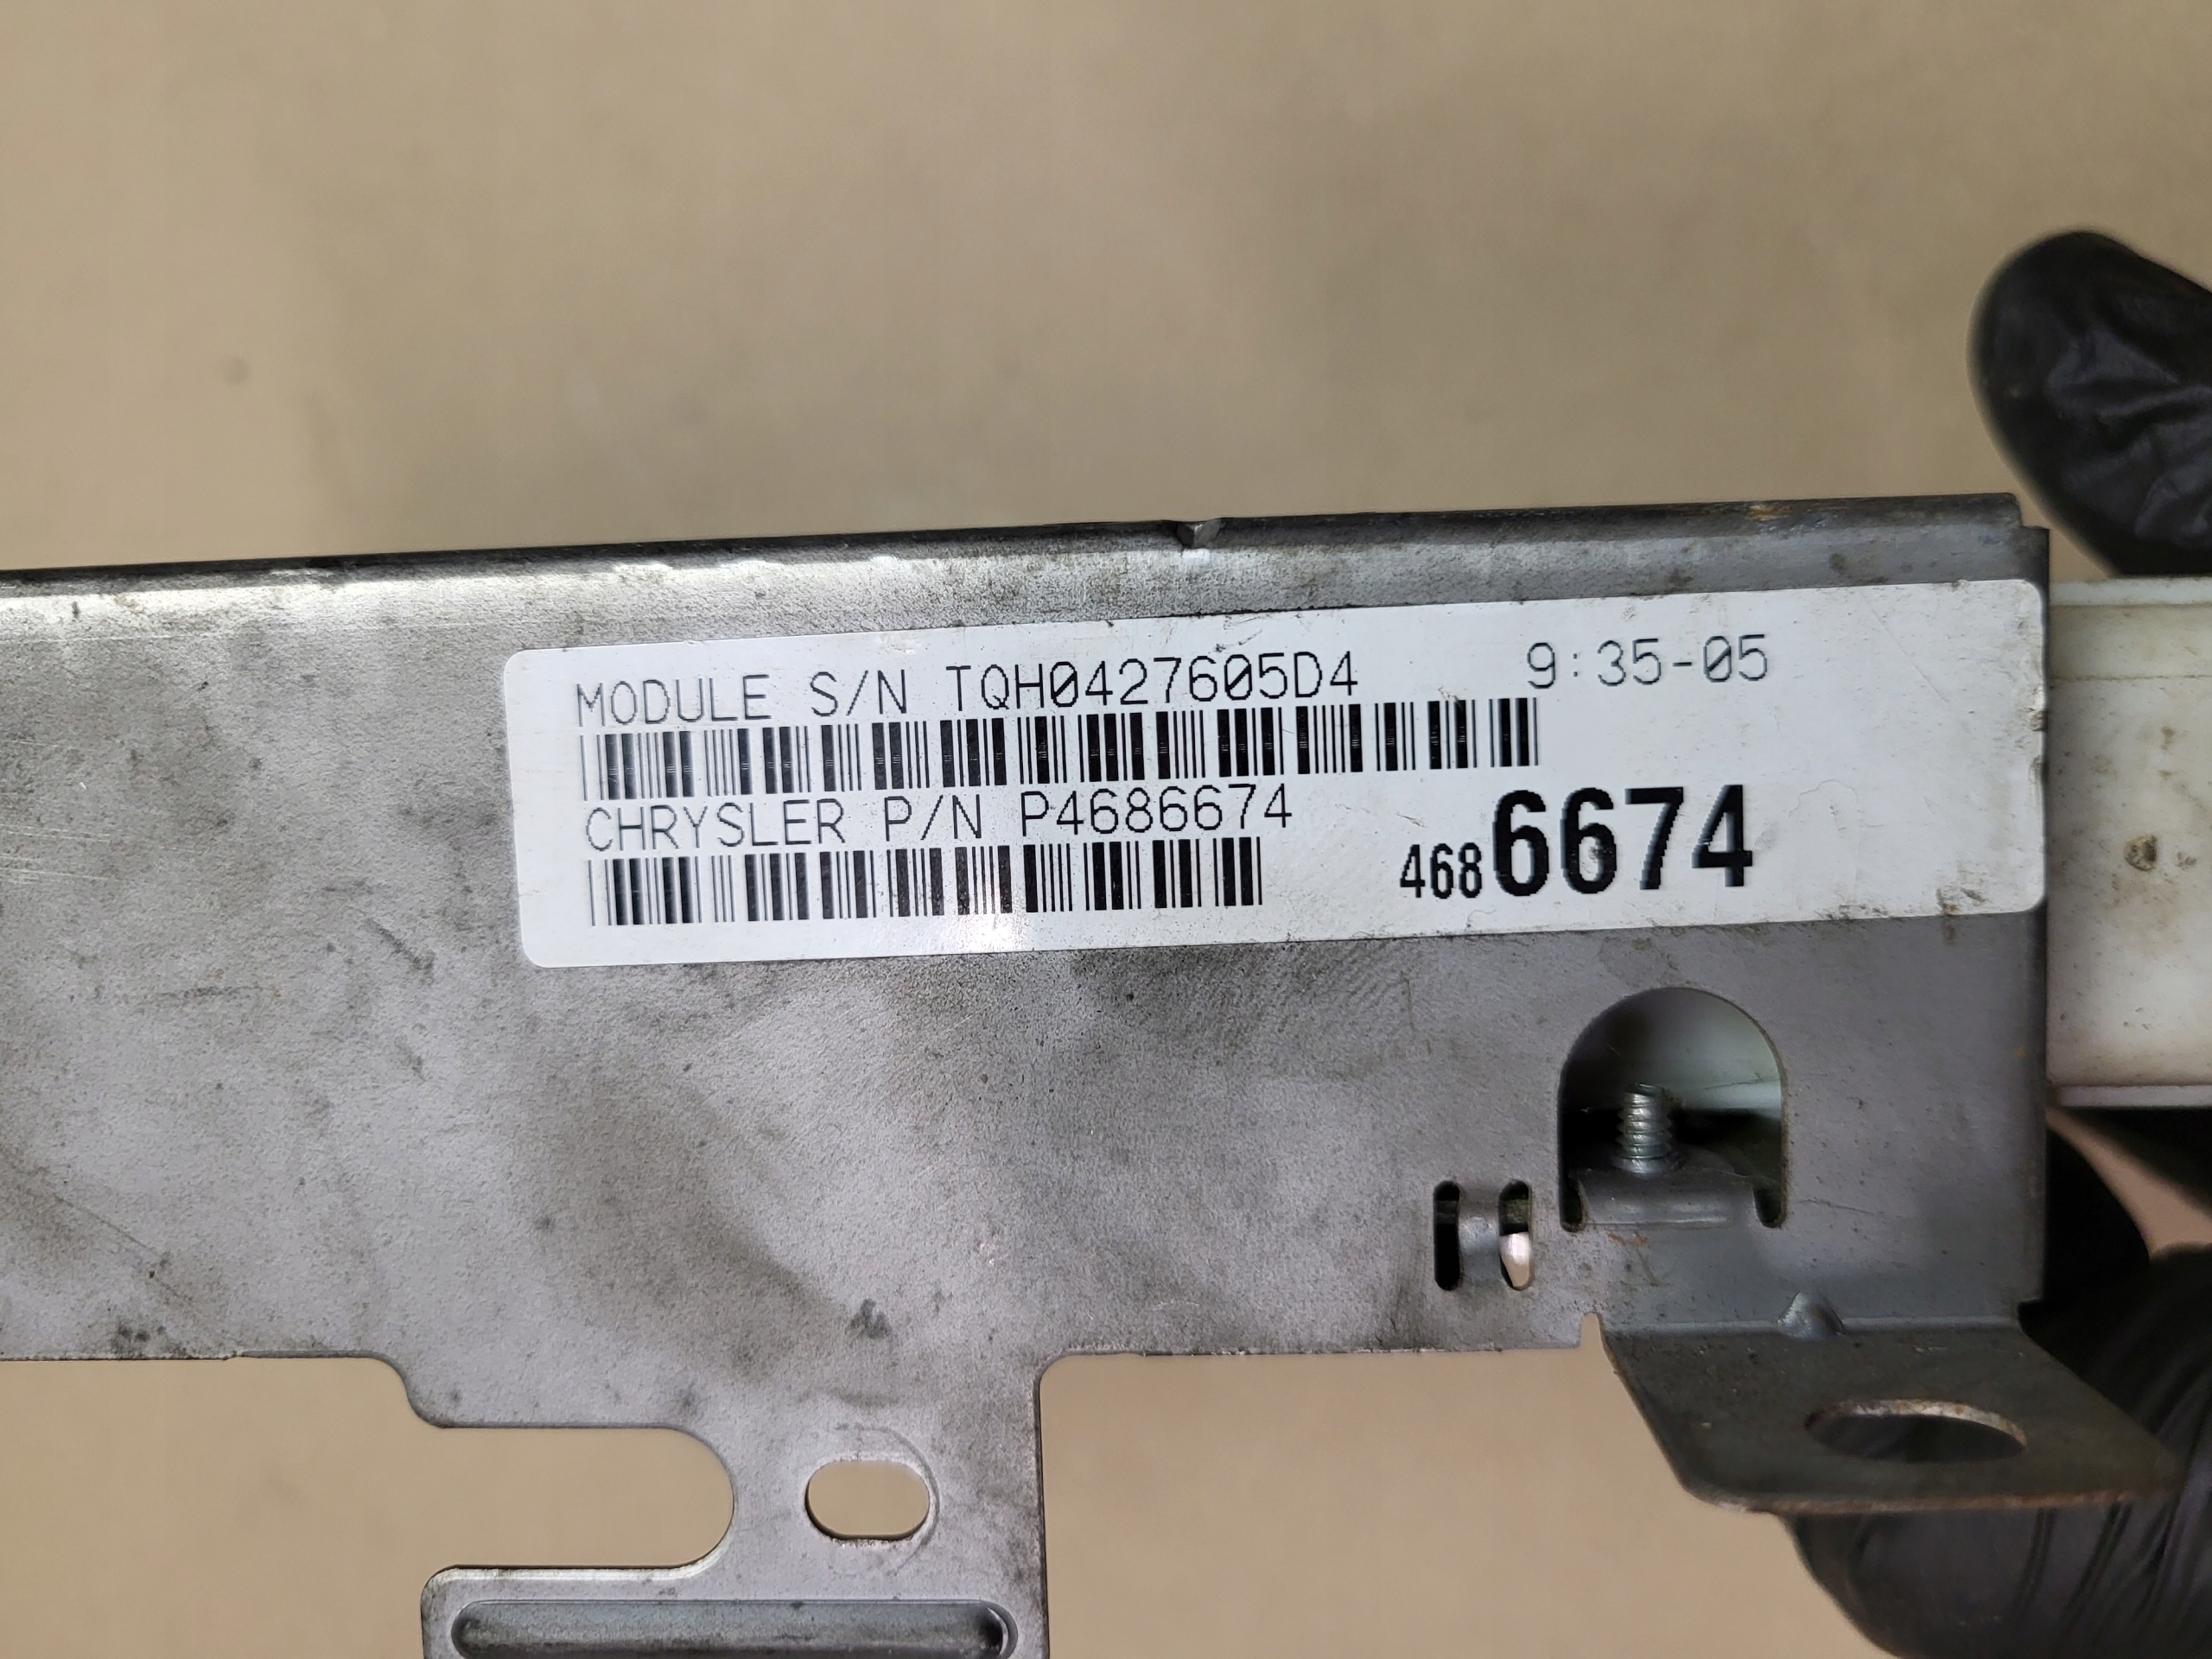 MODULE S/N TQH0427605D4 9:35-05
CHRYSLER P/N P4686674
4686674